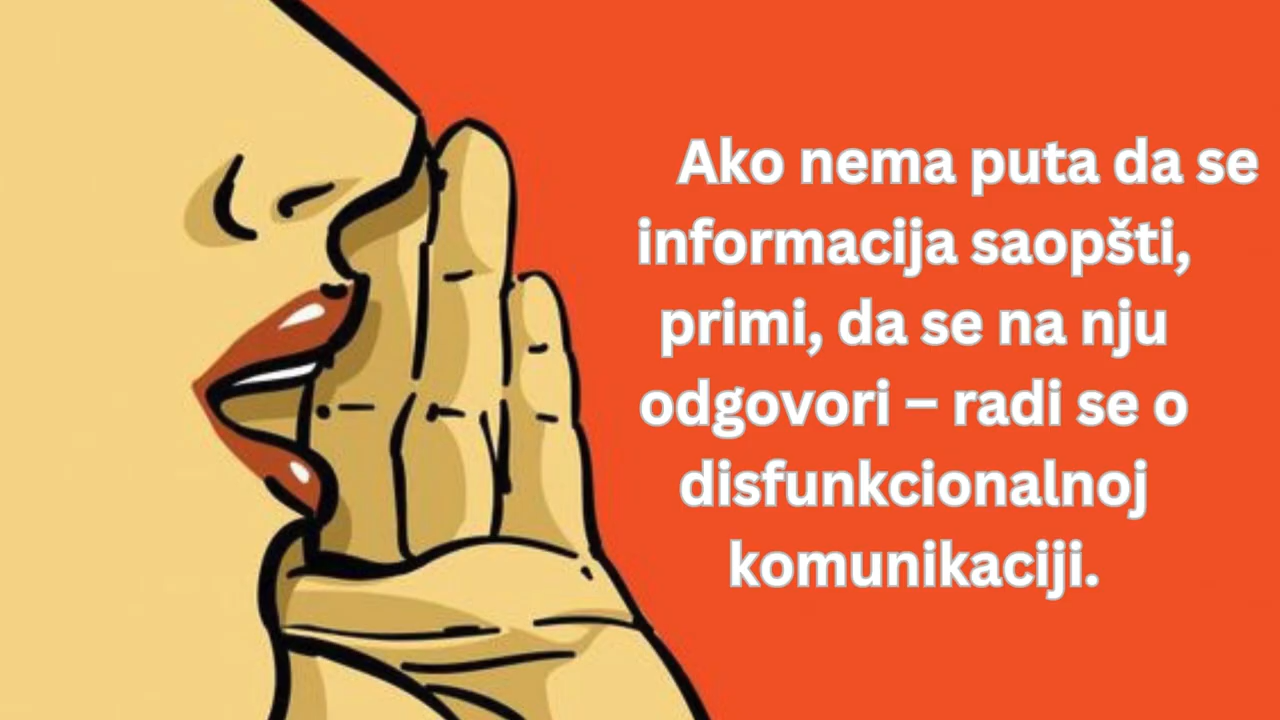 Ako nema puta da se
informacija saopšti,
primi, da se na nju
odgovori – radi se o
disfunkcionalnoj
komunikaciji.